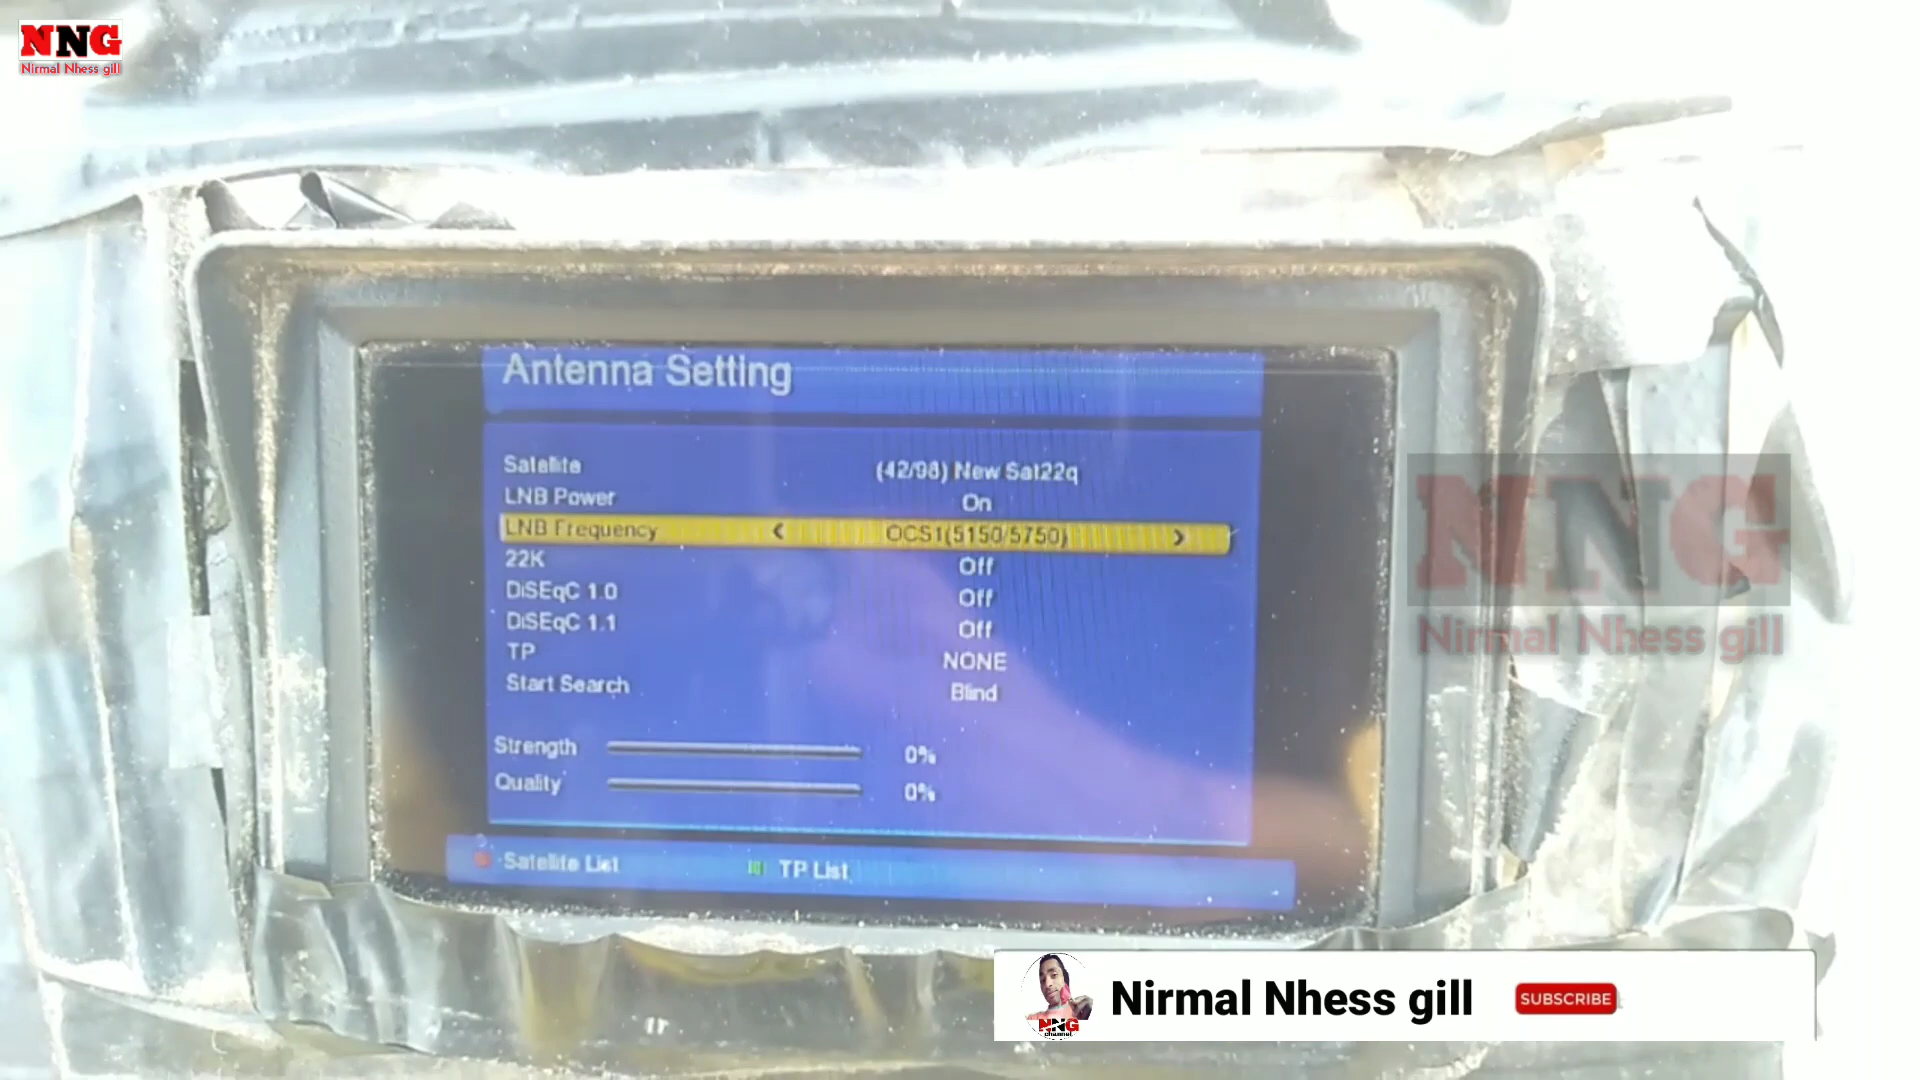 NNG
Nirmal Nhess gill
Antenna Setting
Satellite (42/98) New Sat22q
LNB Power On
LNB Frequency < OCS1(5150/5750) >
22K Off
DiSEqC 1.0 Off
DiSEqC 1.1 Off
TP NONE
Start Search Blind
Strength 0%
Quality 0%
Satellite List TP List
NNG
Nirmal Nhess gill
NNG
channel
Nirmal Nhess gill
SUBSCRIBE